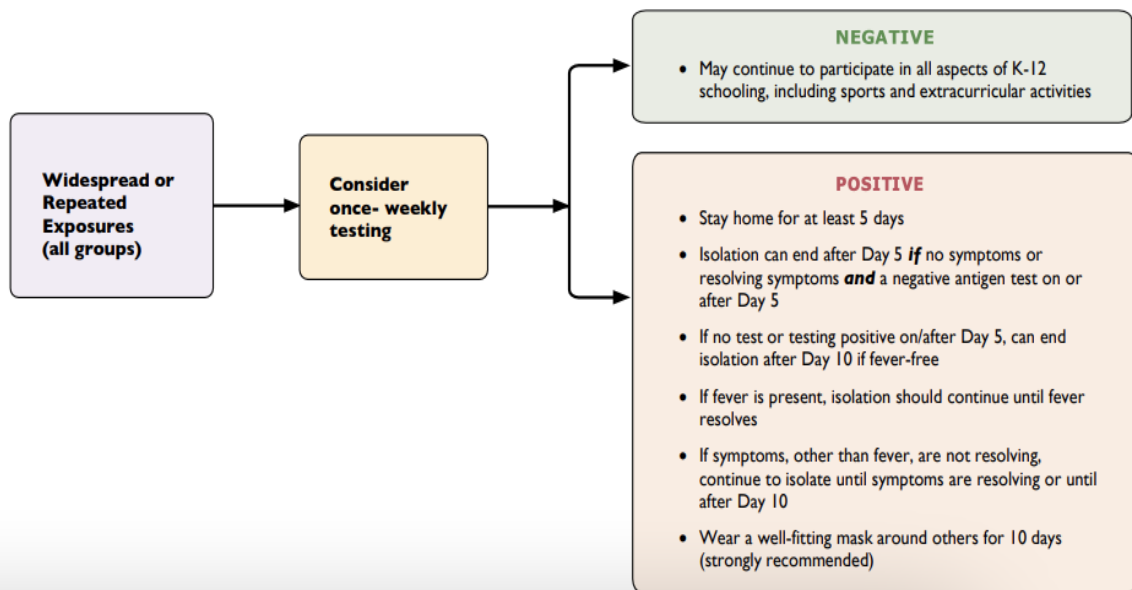 Widespread or
Repeated
Exposures
(all groups)
Consider
once- weekly
testing
NEGATIVE
• May continue to participate in all aspects of K-12
schooling, including sports and extracurricular activities
POSITIVE
• Stay home for at least 5 days
• Isolation can end after Day 5 if no symptoms or
resolving symptoms and a negative antigen test on or
after Day 5
• If no test or testing positive on/after Day 5, can end
isolation after Day 10 if fever-free
• If fever is present, isolation should continue until fever
resolves
• If symptoms, other than fever, are not resolving,
continue to isolate until symptoms are resolving or until
after Day 10
• Wear a well-fitting mask around others for 10 days
(strongly recommended)